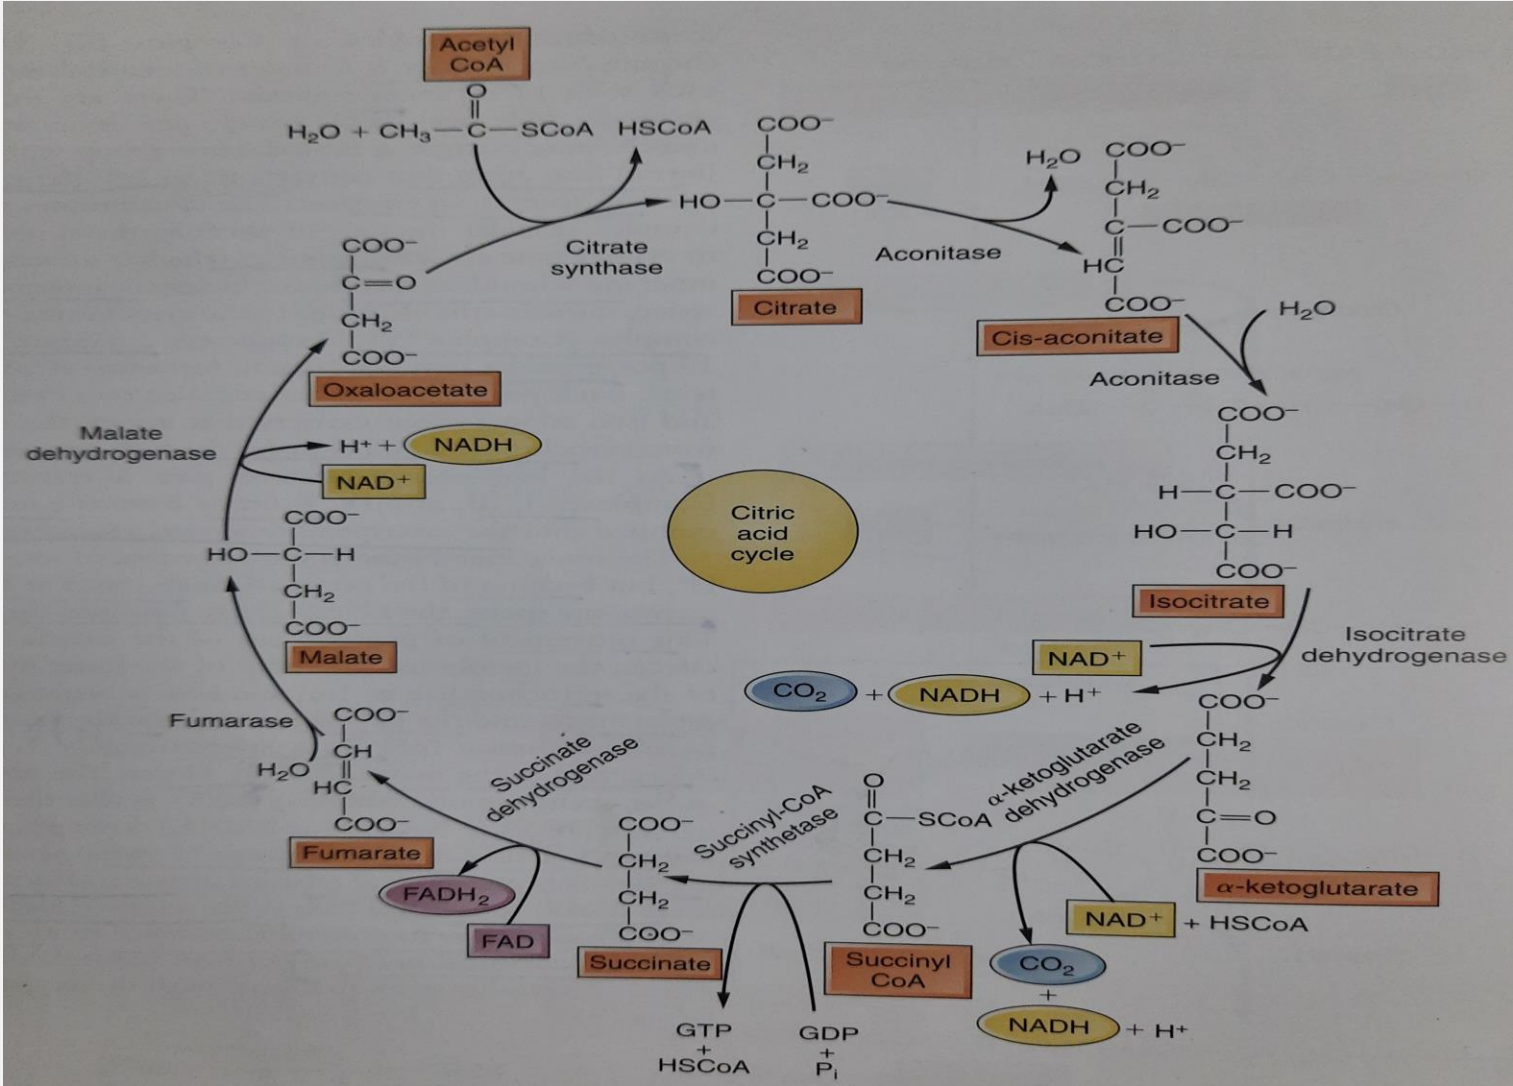 Acetyl
CoA
O
H₂O + CH₃—C—SCoA
HSCoA
Citrate
synthase
COO⁻
CH₂
HO—C—COO⁻
CH₂
COO⁻
Citrate
Aconitase
H₂O
COO⁻
CH₂
C—COO⁻
HC
COO⁻
Cis-aconitate
H₂O
Aconitase
COO⁻
CH₂
H—C—COO⁻
HO—C—H
COO⁻
Isocitrate
Isocitrate
dehydrogenase
NAD⁺
CO₂ + NADH + H⁺
COO⁻
CH₂
CH₂
C=O
COO⁻
α-ketoglutarate
α-ketoglutarate
dehydrogenase
NAD⁺ + HSCoA
CO₂
+
NADH + H⁺
O
C—SCoA
CH₂
CH₂
COO⁻
Succinyl
CoA
Succinyl-CoA
synthetase
GDP
+
Pᵢ
GTP
+
HSCoA
COO⁻
CH₂
CH₂
COO⁻
Succinate
Succinate
dehydrogenase
FAD
FADH₂
COO⁻
CH
HC
COO⁻
Fumarate
Fumarase
H₂O
COO⁻
HO—C—H
CH₂
COO⁻
Malate
Malate
dehydrogenase
NAD⁺
H⁺ + NADH
COO⁻
C=O
CH₂
COO⁻
Oxaloacetate
Citric
acid
cycle